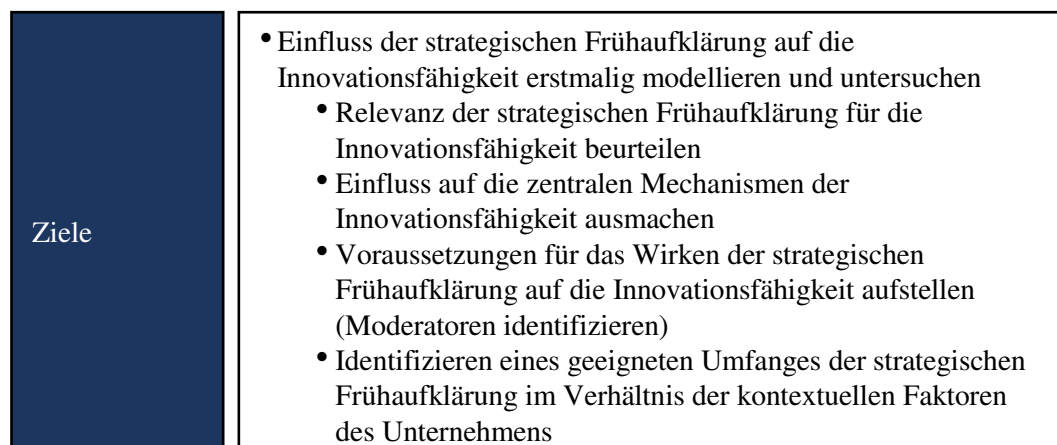 Ziele
• Einfluss der strategischen Frühaufklärung auf die
Innovationsfähigkeit erstmalig modellieren und untersuchen
• Relevanz der strategischen Frühaufklärung für die
Innovationsfähigkeit beurteilen
• Einfluss auf die zentralen Mechanismen der
Innovationsfähigkeit ausmachen
• Voraussetzungen für das Wirken der strategischen
Frühaufklärung auf die Innovationsfähigkeit aufstellen
(Moderatoren identifizieren)
• Identifizieren eines geeigneten Umfanges der strategischen
Frühaufklärung im Verhältnis der kontextuellen Faktoren
des Unternehmens